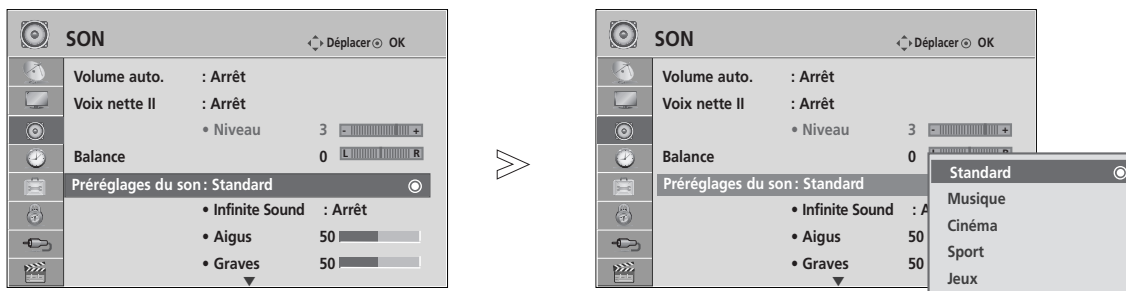 SON
Déplacer OK
Volume auto. : Arrêt
Voix nette II : Arrêt
• Niveau 3 - +
Balance 0 L R
Préréglages du son : Standard
• Infinite Sound : Arrêt
• Aigus 50
• Graves 50
SON
Déplacer OK
Volume auto. : Arrêt
Voix nette II : Arrêt
• Niveau 3 - +
Balance 0
Préréglages du son : Standard
• Infinite Sound : A
• Aigus 50
• Graves 50
Standard
Musique
Cinéma
Sport
Jeux